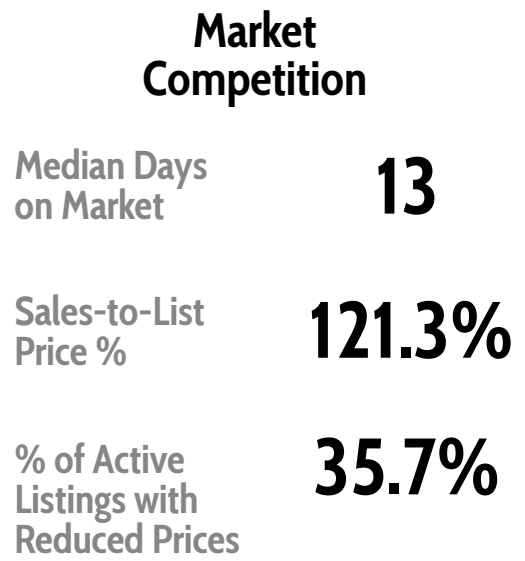 Market
Competition
Median Days
on Market
13
Sales-to-List
Price %
121.3%
% of Active
Listings with
Reduced Prices
35.7%